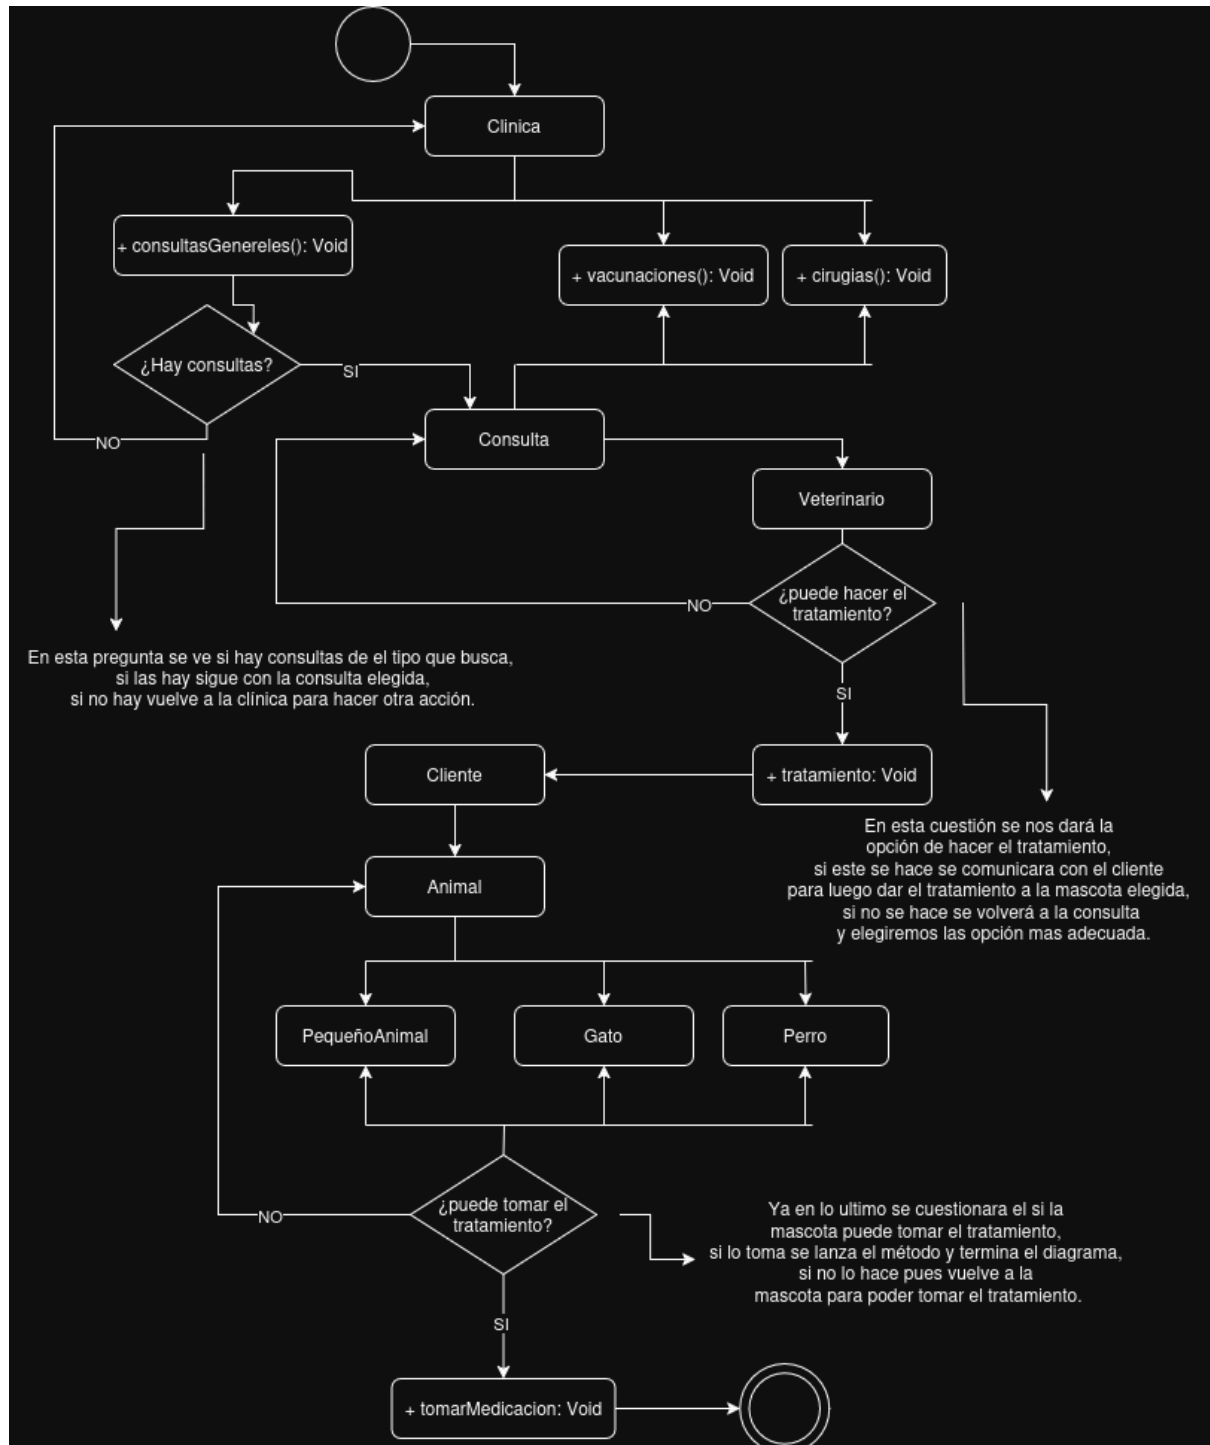 Clinica
+ consultasGenereles(): Void
+ vacunaciones(): Void
+ cirugias(): Void
¿Hay consultas?
SI
NO
Consulta
Veterinario
¿puede hacer el
tratamiento?
NO
SI
En esta pregunta se ve si hay consultas de el tipo que busca,
si las hay sigue con la consulta elegida,
si no hay vuelve a la clínica para hacer otra acción.
Cliente
+ tratamiento: Void
En esta cuestión se nos dará la
opción de hacer el tratamiento,
si este se hace se comunicara con el cliente
para luego dar el tratamiento a la mascota elegida,
si no se hace se volverá a la consulta
y elegiremos las opción mas adecuada.
Animal
PequeñoAnimal
Gato
Perro
¿puede tomar el
tratamiento?
NO
SI
Ya en lo ultimo se cuestionara el si la
mascota puede tomar el tratamiento,
si lo toma se lanza el método y termina el diagrama,
si no lo hace pues vuelve a la
mascota para poder tomar el tratamiento.
+ tomarMedicacion: Void